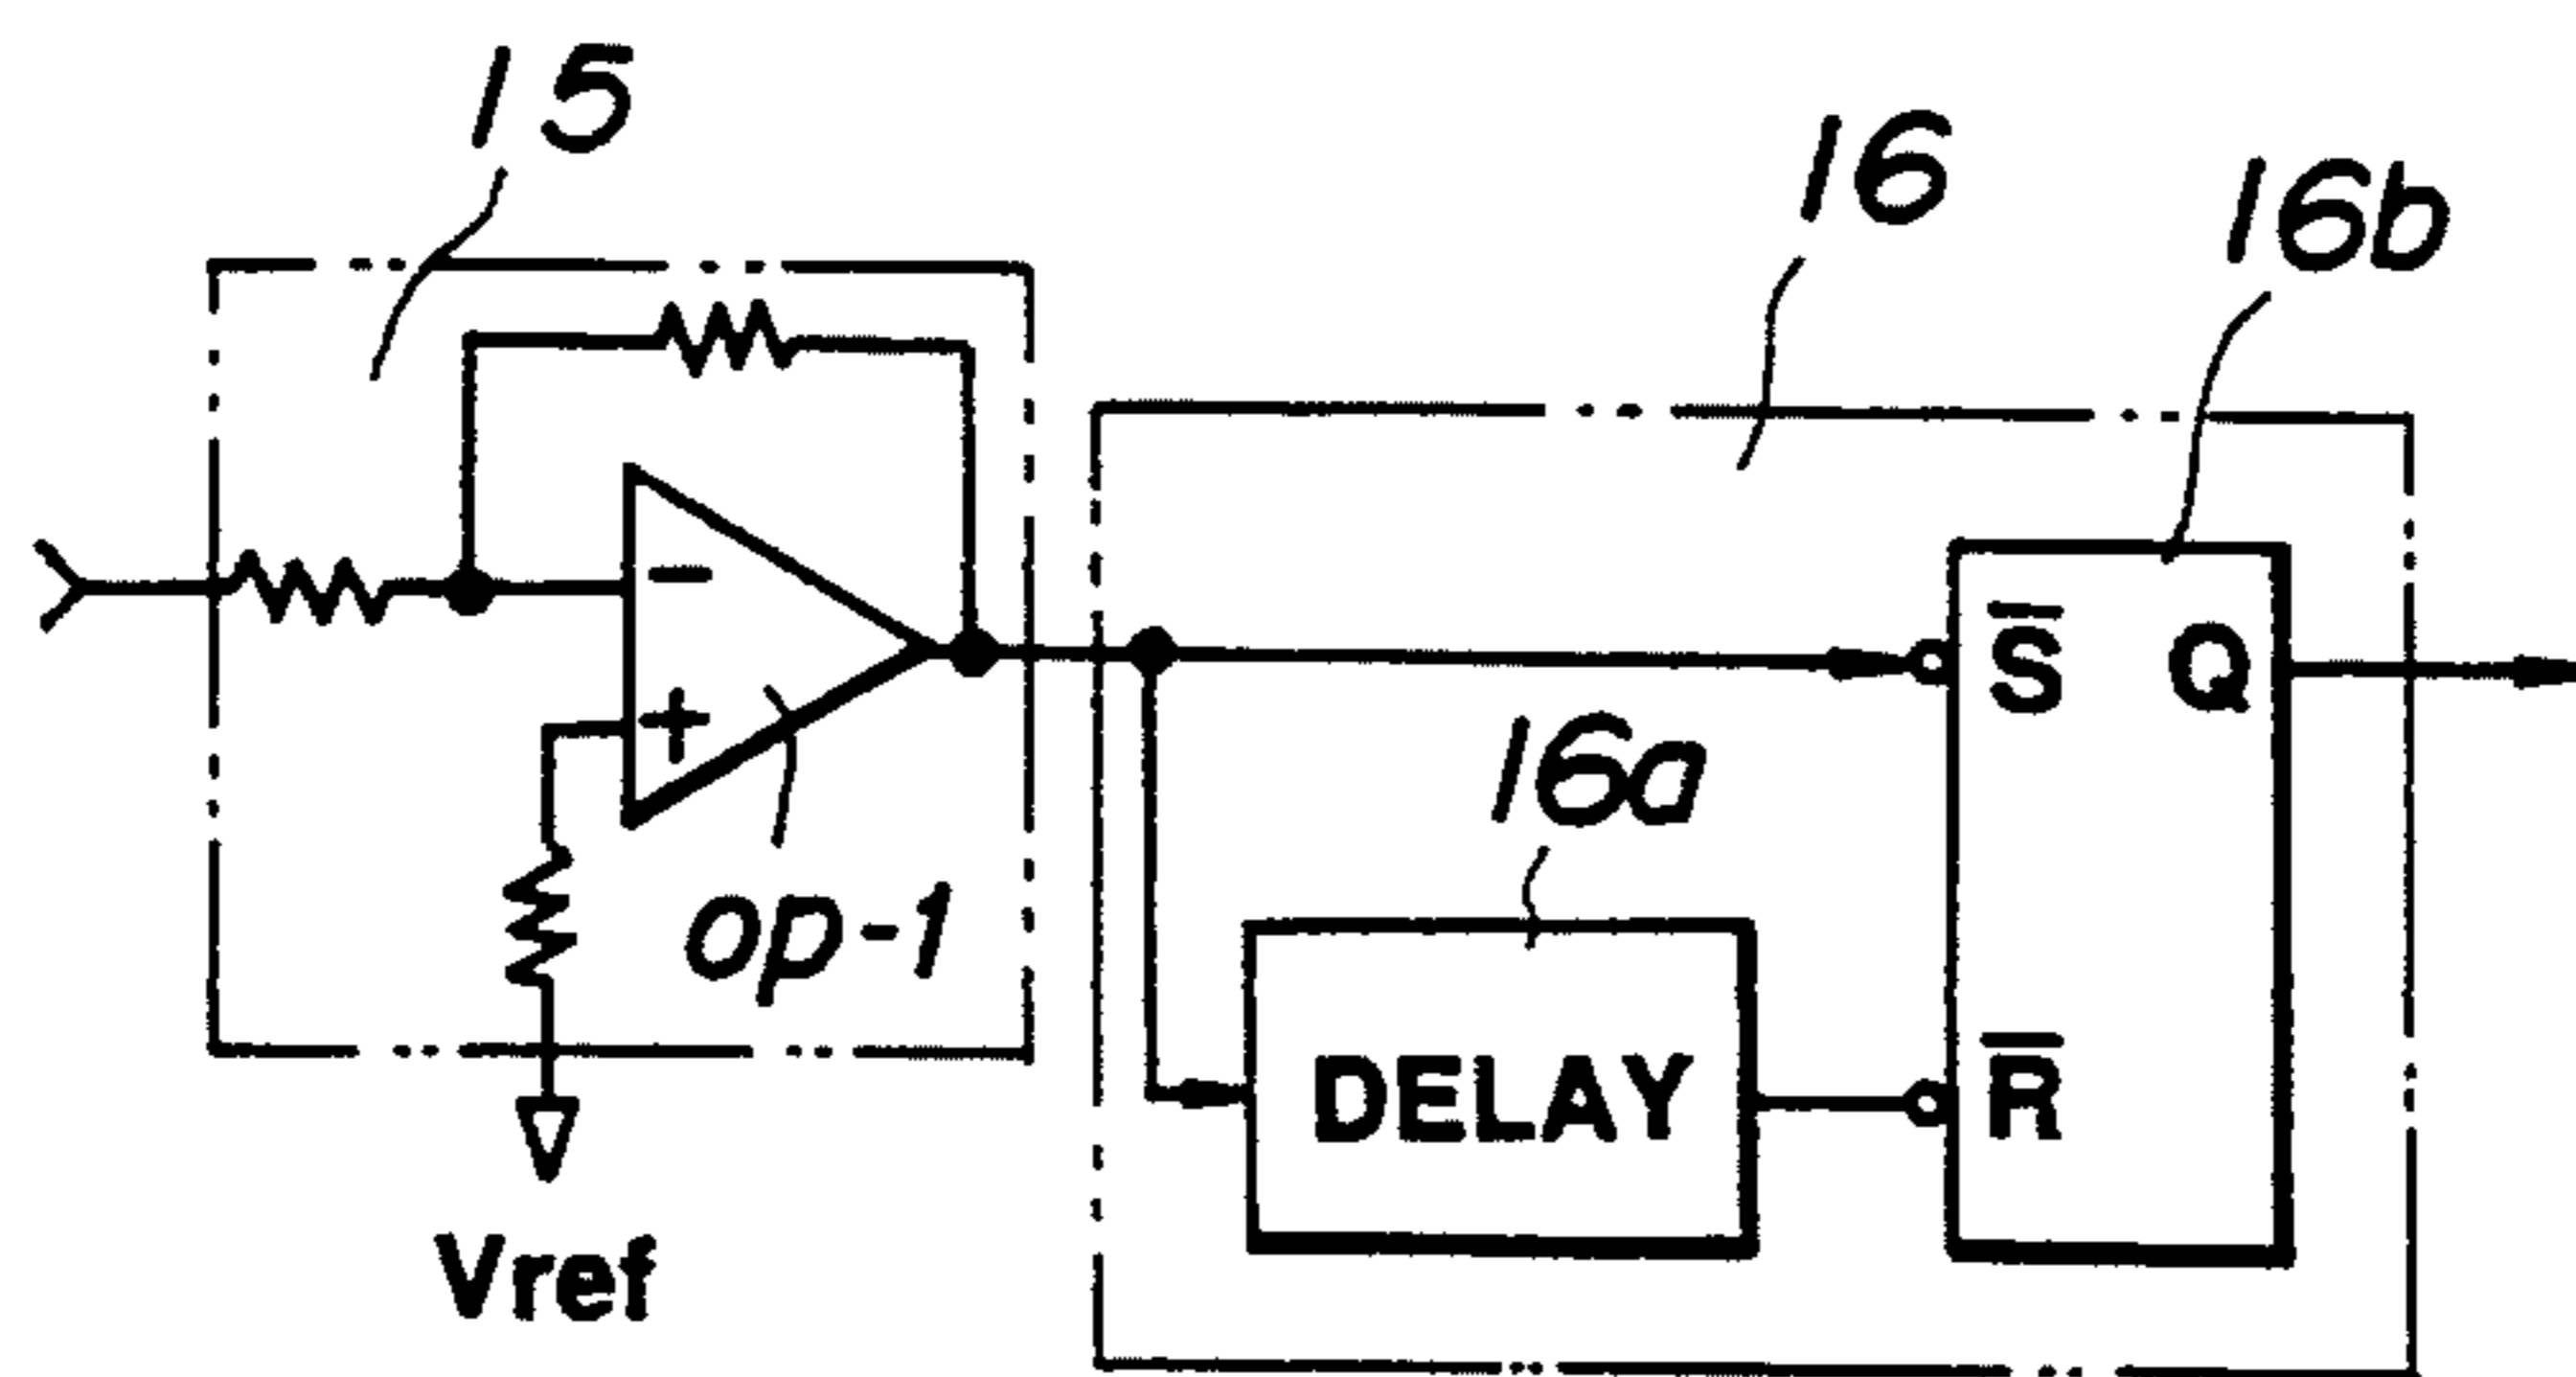 15
16
16b
−
+
S̅ Q
16a
op-1
R̅
DELAY
Vref